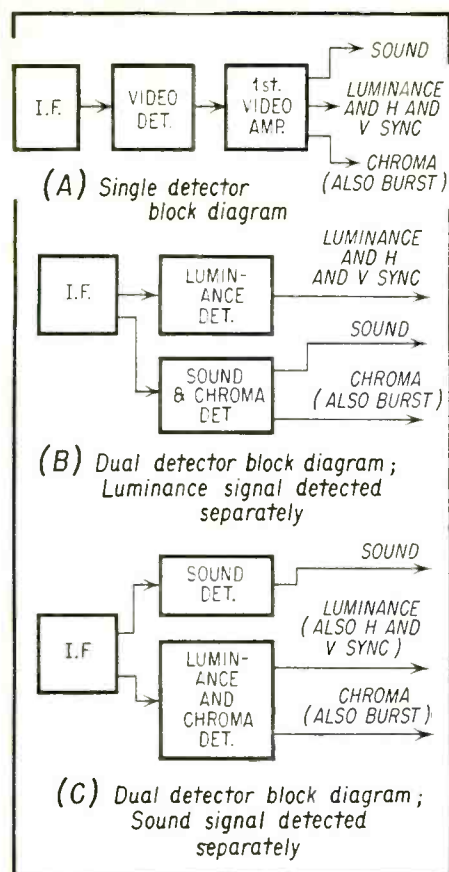 SOUND
I.F.
VIDEO
DET.
1st.
VIDEO
AMP.
LUMINANCE
AND H AND
V SYNC
CHROMA
(ALSO BURST)
(A) Single detector
block diagram
LUMINANCE
AND H
AND V SYNC
I.F.
LUMIN-
ANCE
DET.
SOUND
SOUND
& CHROMA
DET
CHROMA
(ALSO BURST)
(B) Dual detector block diagram;
Luminance signal detected
separately
SOUND
SOUND
DET.
LUMINANCE
(ALSO H AND
V SYNC)
I.F
LUMIN-
ANCE
AND
CHROMA
DET.
CHROMA
(ALSO BURST)
(C) Dual detector block diagram;
Sound signal detected
separately